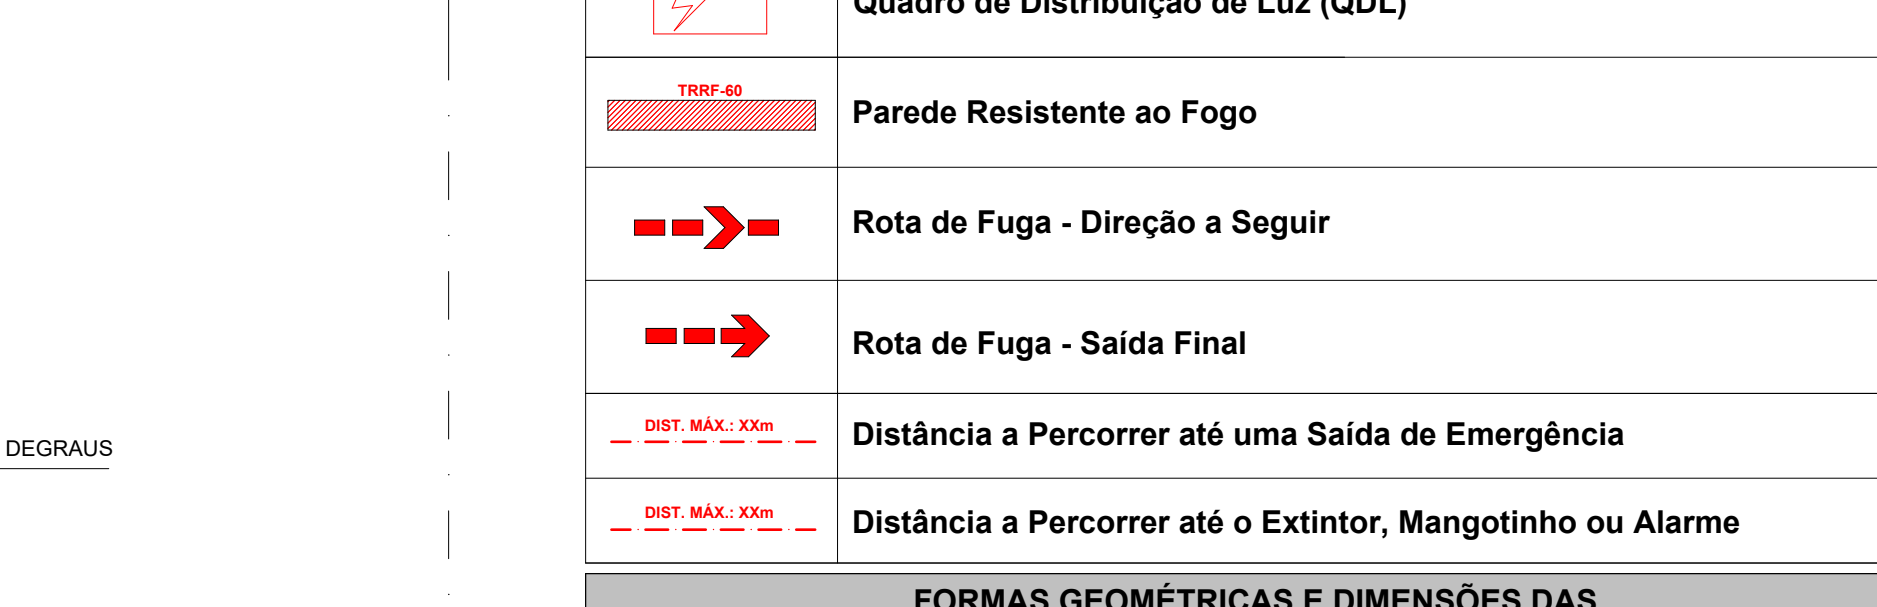 Quadro de Distribuição de Luz (QDL)
TRRF-60
Parede Resistente ao Fogo
Rota de Fuga - Direção a Seguir
Rota de Fuga - Saída Final
DIST. MÁX.: XXm
Distância a Percorrer até uma Saída de Emergência
DEGRAUS
DIST. MÁX.: XXm
Distância a Percorrer até o Extintor, Mangotinho ou Alarme
FORMAS GEOMÉTRICAS E DIMENSÕES DAS